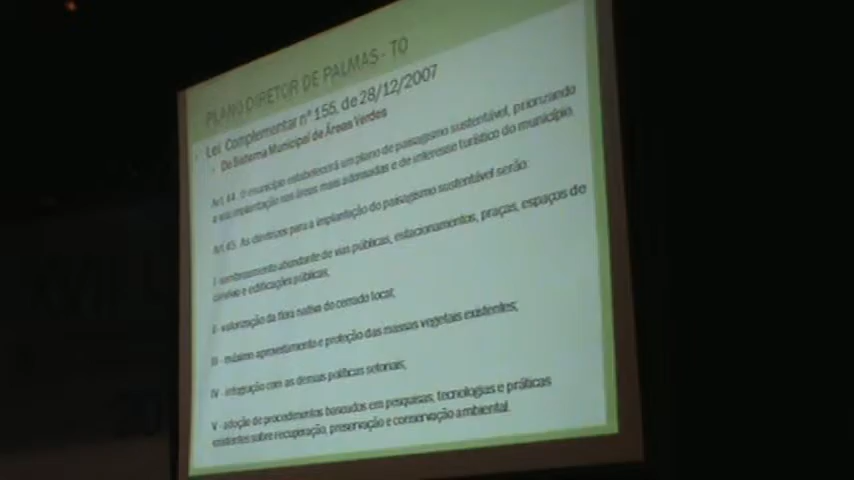 PLANO DIRETOR DE PALMAS - TO
Lei Complementar nº 155, de 28/12/2007
Do Sistema Municipal de Áreas Verdes
Art. 44. O município estabelecerá um plano de paisagismo sustentável, priorizando
a sua implantação nas áreas mais adensadas e de interesse turístico do município.
Art. 45. As diretrizes para a implantação do paisagismo sustentável serão:
I- sombreamento abundante de vias públicas, estacionamentos, praças, espaços de
convívio e edificações públicas;
II- valorização da flora nativa do cerrado local;
III - máximo aproveitamento e proteção das massas vegetais existentes;
IV - integração com as demais políticas setoriais;
V - adoção de procedimentos baseados em pesquisas, tecnologias e práticas
existentes sobre recuperação, preservação e conservação ambiental.